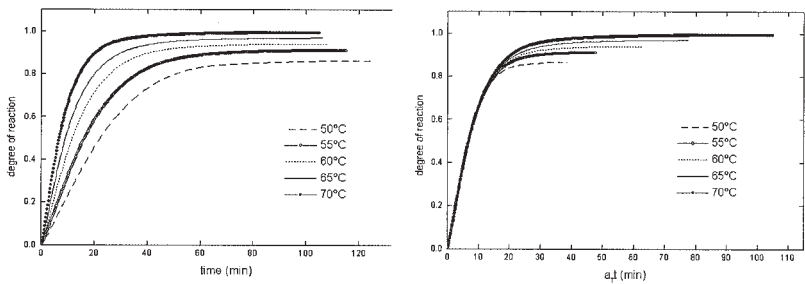 degree of reaction
1.0
0.8
0.6
0.4
0.2
0.0
0 20 40 60 80 100 120
time (min)
50°C
55°C
60°C
65°C
70°C
degree of reaction
1.0
0.8
0.6
0.4
0.2
0.0
0 10 20 30 40 50 60 70 80 90 100 110
aTt (min)
50°C
55°C
60°C
65°C
70°C